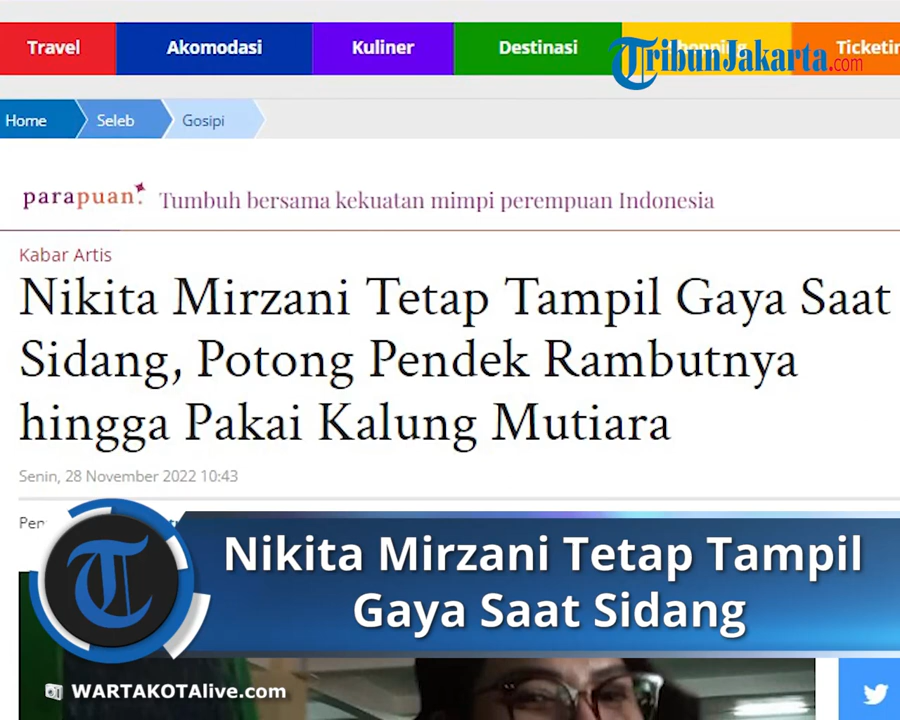 Travel Akomodasi Kuliner Destinasi Shopping Ticketin
TribunJakarta.com
Home Seleb Gosipi
parapuan. Tumbuh bersama kekuatan mimpi perempuan Indonesia
Kabar Artis
Nikita Mirzani Tetap Tampil Gaya Saat
Sidang, Potong Pendek Rambutnya
hingga Pakai Kalung Mutiara
Senin, 28 November 2022 10:43
Nikita Mirzani Tetap Tampil
Gaya Saat Sidang
WARTAKOTAlive.com